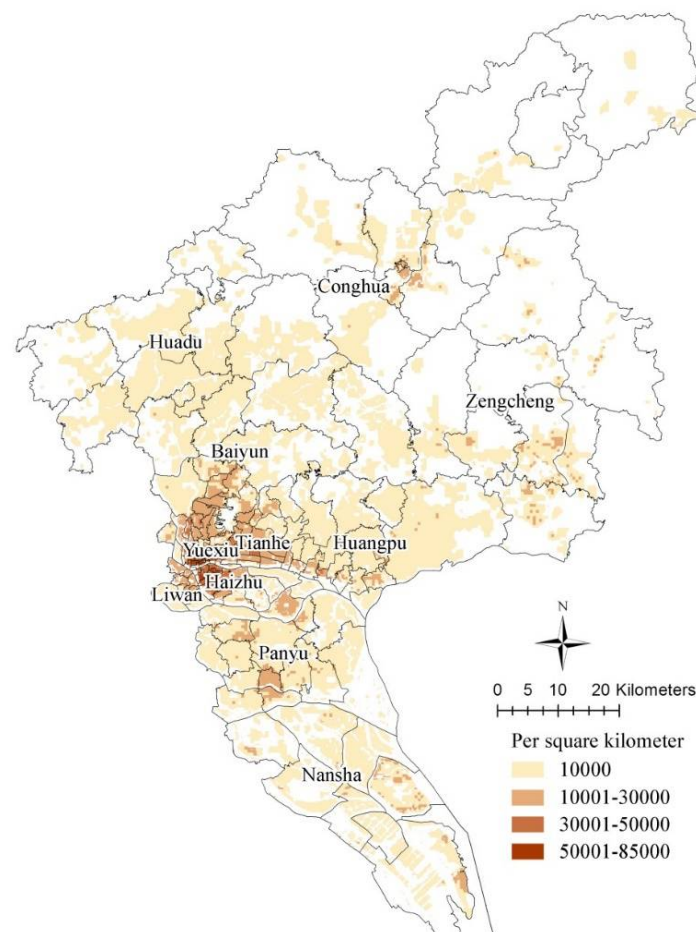 Conghua
Huadu
Zengcheng
Baiyun
Tianhe
Huangpu
Yuexiu
Haizhu
Liwan
N
Panyu
0 5 10 20 Kilometers
Per square kilometer
10000
Nansha
10001-30000
30001-50000
50001-85000